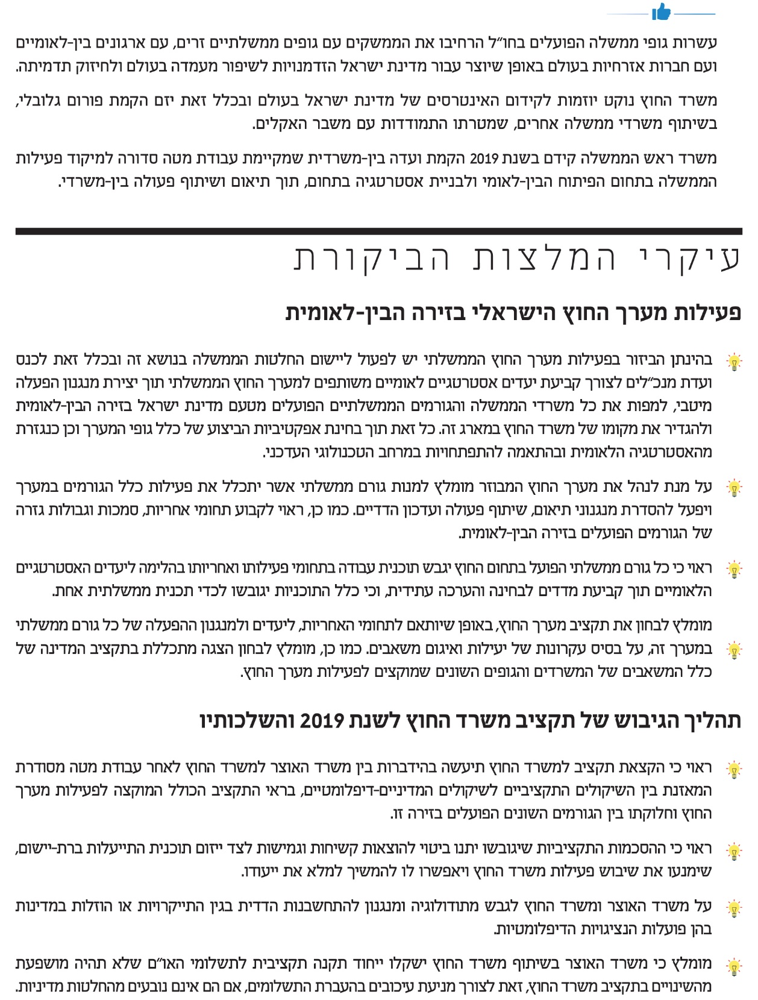 עשרות גופי ממשלה הפועלים בחו"ל הרחיבו את הממשקים עם גופים ממשלתיים זרים, עם ארגונים בין-לאומיים
ועם חברות אזרחיות בעולם באופן שיוצר עבור מדינת ישראל הזדמנויות לשיפור מעמדה בעולם ולחיזוק תדמיתה.
משרד החוץ נוקט יוזמות לקידום האינטרסים של מדינת ישראל בעולם ובכלל זאת יזם הקמת פורום גלובלי,
בשיתוף משרדי ממשלה אחרים, שמטרתו התמודדות עם משבר האקלים.
משרד ראש הממשלה קידם בשנת 2019 הקמת ועדה בין-משרדית שמקיימת עבודת מטה סדורה למיקוד פעילות
הממשלה בתחום הפיתוח הבין-לאומי ולבניית אסטרטגיה בתחום, תוך תיאום ושיתוף פעולה בין-משרדי.
עיקרי המלצות הביקורת
פעילות מערך החוץ הישראלי בזירה הבין-לאומית
בהינתן הביזור בפעילות מערך החוץ הממשלתי יש לפעול ליישום החלטות הממשלה בנושא זה ובכלל זאת לכנס
ועדת מנכ"לים לצורך קביעת יעדים אסטרטגיים לאומיים משותפים למערך החוץ הממשלתי תוך יצירת מנגנון הפעלה
מיטבי, למפות את כל משרדי הממשלה והגורמים הממשלתיים הפועלים מטעם מדינת ישראל בזירה הבין-לאומית
ולהגדיר את מקומו של משרד החוץ במארג זה. כל זאת תוך בחינת אפקטיביות הביצוע של כלל גופי המערך וכן כנגזרת
מהאסטרטגיה הלאומית ובהתאמה להתפתחויות במרחב הטכנולוגי העדכני.
על מנת לנהל את מערך החוץ המבוזר מומלץ למנות גורם ממשלתי אשר יתכלל את פעילות כלל הגורמים במערך
ויפעל להסדרת מנגנוני תיאום, שיתוף פעולה ועדכון הדדיים. כמו כן, ראוי לקבוע תחומי אחריות, סמכות וגבולות גזרה
של הגורמים הפועלים בזירה הבין-לאומית.
ראוי כי כל גורם ממשלתי הפועל בתחום החוץ יגבש תוכנית עבודה בתחומי פעילותו ואחריותו בהלימה ליעדים האסטרטגיים
הלאומיים תוך קביעת מדדים לבחינה והערכה עתידית, וכי כלל התוכניות יגובשו לכדי תכנית ממשלתית אחת.
מומלץ לבחון את תקציב מערך החוץ, באופן שיותאם לתחומי האחריות, ליעדים ולמנגנון ההפעלה של כל גורם ממשלתי
במערך זה, על בסיס עקרונות של יעילות ואיגום משאבים. כמו כן, מומלץ לבחון הצגה מתכללת בתקציב המדינה של
כלל המשאבים של המשרדים והגופים השונים שמוקצים לפעילות מערך החוץ.
תהליך הגיבוש של תקציב משרד החוץ לשנת 2019 והשלכותיו
ראוי כי הקצאת תקציב למשרד החוץ תיעשה בהידברות בין משרד האוצר למשרד החוץ לאחר עבודת מטה מסודרת
המאזנת בין השיקולים התקציביים לשיקולים המדיניים-דיפלומטיים, בראי התקציב הכולל המוקצה לפעילות מערך
החוץ וחלוקתו בין הגורמים השונים הפועלים בזירה זו.
ראוי כי ההסכמות התקציביות שיגובשו יתנו ביטוי להוצאות קשיחות וגמישות לצד ייזום תוכנית התייעלות ברת-יישום,
שימנעו את שיבוש פעילות משרד החוץ ויאפשרו לו להמשיך למלא את ייעודו.
על משרד האוצר ומשרד החוץ לגבש מתודולוגיה ומנגנון להתחשבנות הדדית בגין התייקרויות או הוזלות במדינות
בהן פועלות הנציגויות הדיפלומטיות.
מומלץ כי משרד האוצר בשיתוף משרד החוץ ישקלו ייחוד תקנה תקציבית לתשלומי האו"ם שלא תהיה מושפעת
מהשינויים בתקציב משרד החוץ, זאת לצורך מניעת עיכובים בהעברת התשלומים, אם הם אינם נובעים מהחלטות מדיניות.